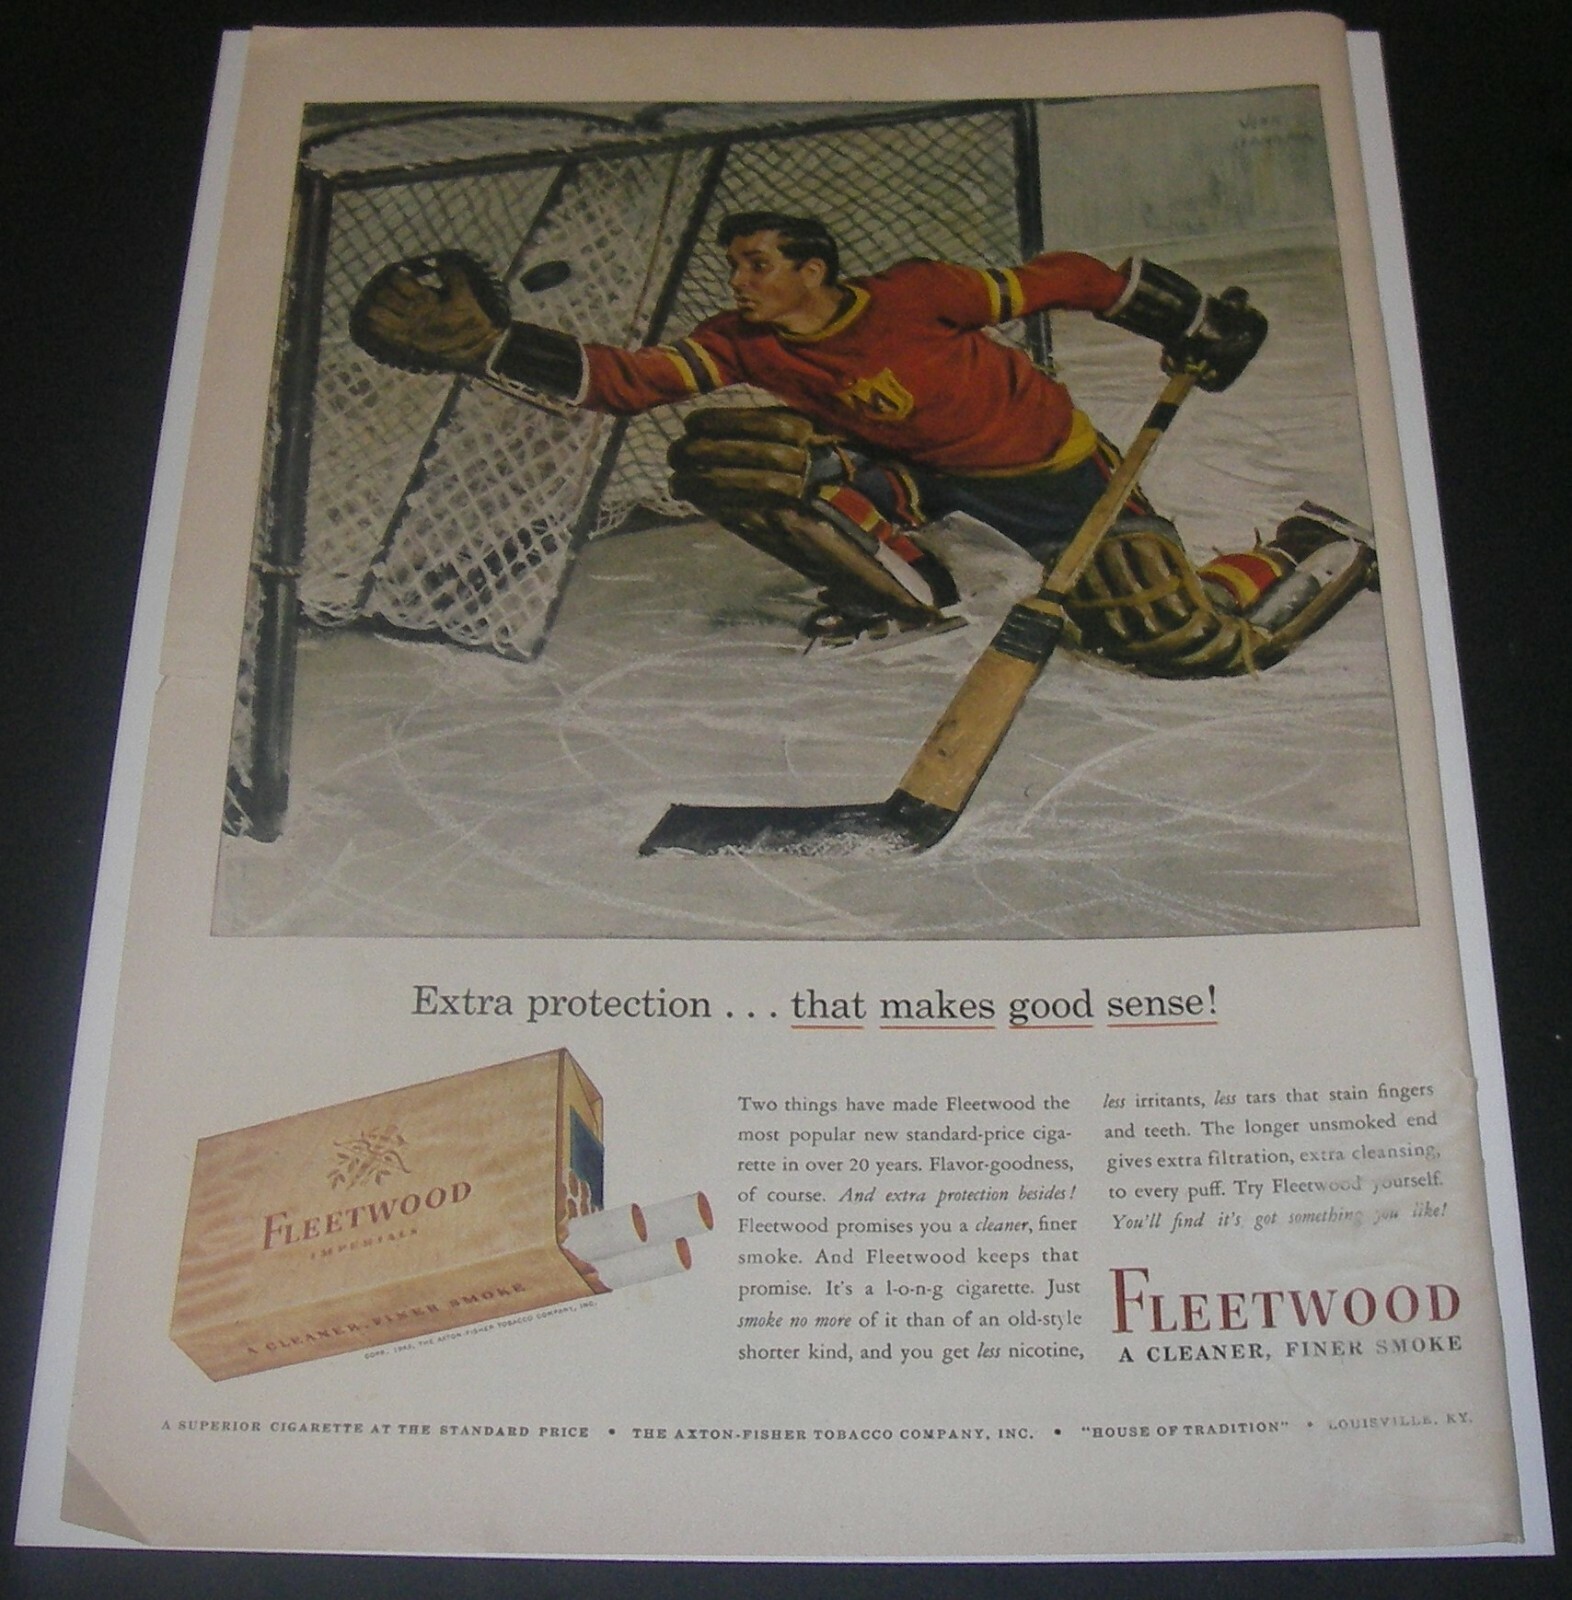 Extra protection . . . that makes good sense!
FLEETWOOD
IMPERIALS
A CLEANER, FINER SMOKE
THE AXTON-FISHER TOBACCO COMPANY, INC.
Two things have made Fleetwood the
most popular new standard-price ciga-
rette in over 20 years. Flavor-goodness,
of course. And extra protection besides!
Fleetwood promises you a cleaner, finer
smoke. And Fleetwood keeps that
promise. It's a l-o-n-g cigarette. Just
smoke no more of it than of an old-style
shorter kind, and you get less nicotine,
less irritants, less tars that stain fingers
and teeth. The longer unsmoked end
gives extra filtration, extra cleansing,
to every puff. Try Fleetwood yourself.
You'll find it's got something you like!
FLEETWOOD
A CLEANER, FINER SMOKE
A SUPERIOR CIGARETTE AT THE STANDARD PRICE • THE AXTON-FISHER TOBACCO COMPANY, INC. • "HOUSE OF TRADITION" • LOUISVILLE, KY.